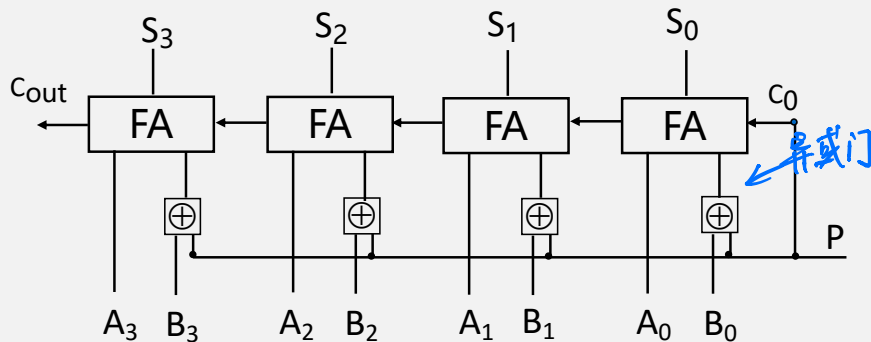 S3 S2 S1 S0
Cout C0
FA FA FA FA
异或门
P
A3 B3 A2 B2 A1 B1 A0 B0